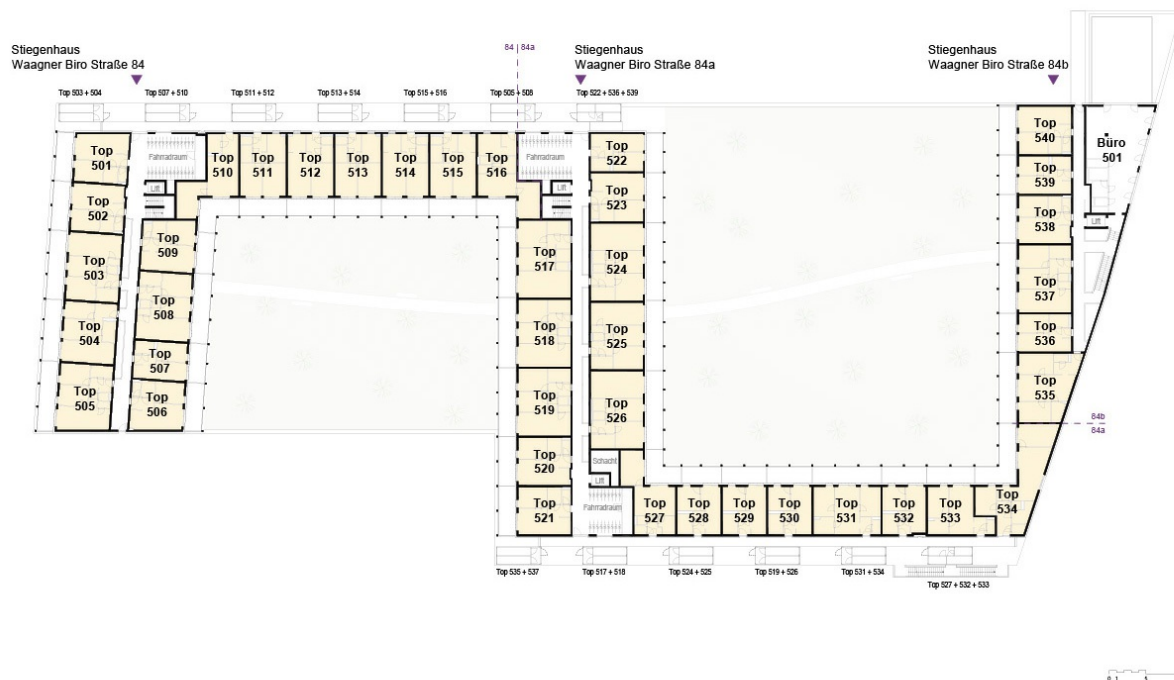 Stiegenhaus
Waagner Biro Straße 84
84 | 84a
Stiegenhaus
Waagner Biro Straße 84a
Stiegenhaus
Waagner Biro Straße 84b
Top 503 + 504
Top 507 + 510
Top 511 + 512
Top 513 + 514
Top 515 + 516
Top 505 + 508
Top 522 + 536 + 539
Top
501
Top
502
Top
503
Top
504
Top
505
Fahrradraum
Lift
Top
509
Top
508
Top
507
Top
506
Top
510
Top
511
Top
512
Top
513
Top
514
Top
515
Top
516
Fahrradraum
Lift
Top
517
Top
518
Top
519
Top
520
Top
521
Top
522
Top
523
Top
524
Top
525
Top
526
Schacht
Lift
Fahrradraum
Top
527
Top
528
Top
529
Top
530
Top
531
Top
532
Top
533
Top
534
Top
540
Top
539
Top
538
Top
537
Top
536
Top
535
Büro
501
Lift
84b
84a
Top 535 + 537
Top 517 + 518
Top 524 + 525
Top 519 + 526
Top 531 + 534
Top 527 + 532 + 533
0 1 5